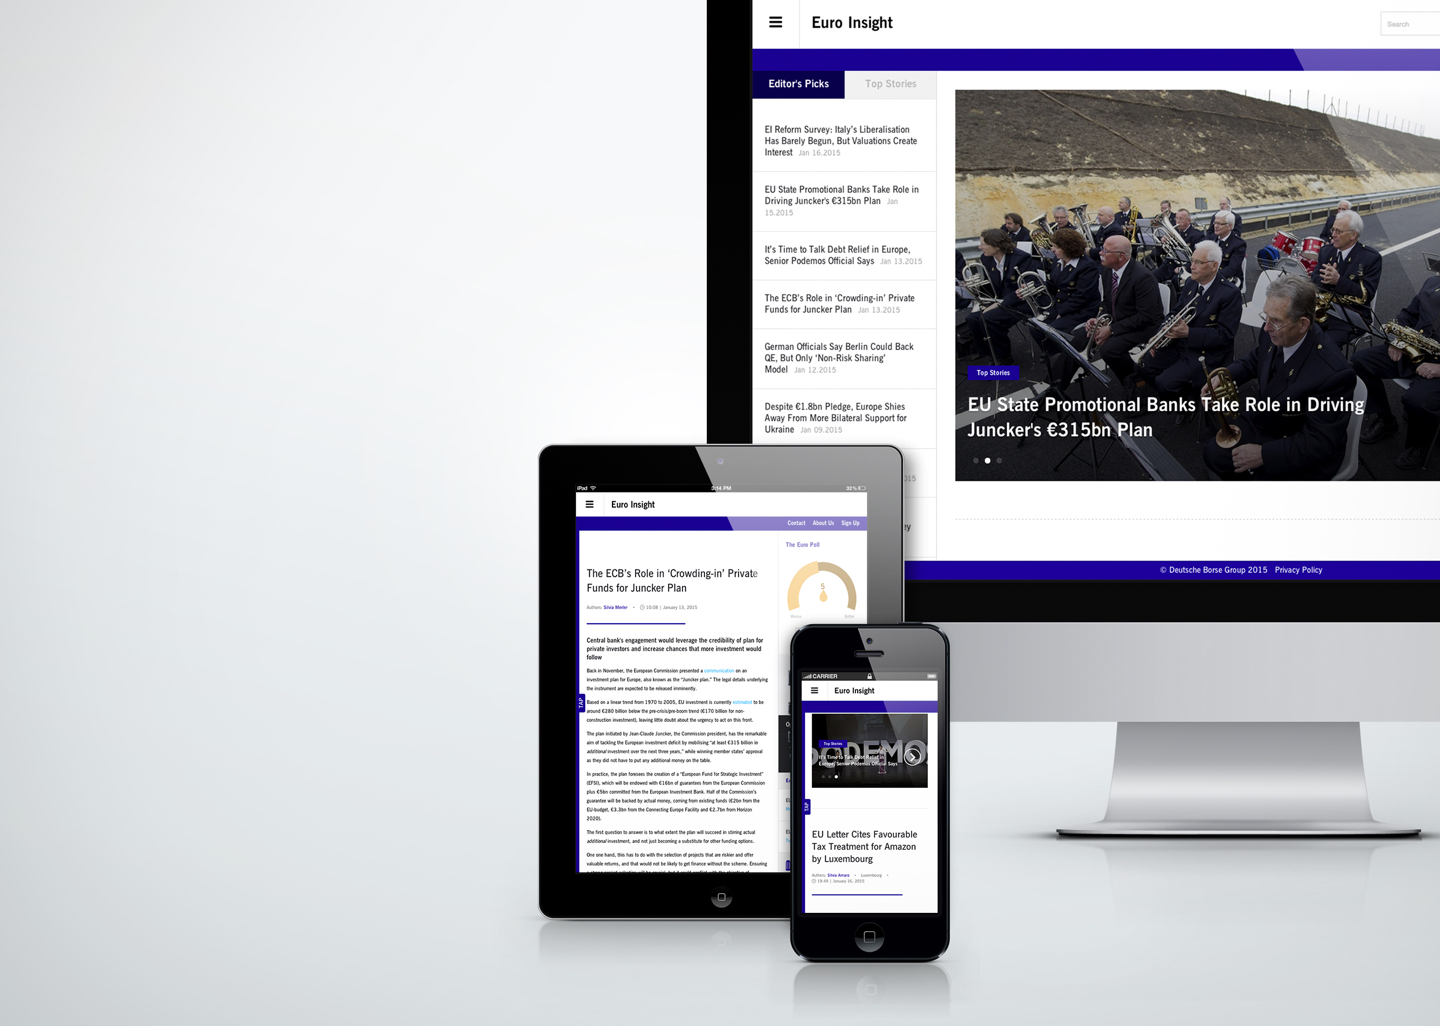 Euro Insight
Search
Editor's Picks
Top Stories
EI Reform Survey: Italy's Liberalisation
Has Barely Begun, But Valuations Create
Interest Jan 16.2015
EU State Promotional Banks Take Role in
Driving Juncker's €315bn Plan Jan
15.2015
It's Time to Talk Debt Relief in Europe,
Senior Podemos Official Says Jan 13.2015
The ECB's Role in 'Crowding-in' Private
Funds for Juncker Plan Jan 13.2015
German Officials Say Berlin Could Back
QE, But Only 'Non-Risk Sharing'
Model Jan 12.2015
Despite €1.8bn Pledge, Europe Shies
Away From More Bilateral Support for
Ukraine Jan 09.2015
Top Stories
EU State Promotional Banks Take Role in Driving
Juncker's €315bn Plan
© Deutsche Borse Group 2015 Privacy Policy
iPad 3:14 PM 32%
Euro Insight
Contact About Us Sign Up
The Euro Poll
5
The ECB's Role in 'Crowding-in' Private
Funds for Juncker Plan
Authors: Silvia Merler • 10:08 | January 13, 2015
Central bank's engagement would leverage the credibility of plan for
private investors and increase chances that more investment would
follow
Back in November, the European Commission presented a communication on an
investment plan for Europe, also known as the "Juncker plan." The legal details underlying
the instrument are expected to be released imminently.
Based on a linear trend from 1970 to 2005, EU investment is currently estimated to be
around €280 billion below the pre-crisis/pre-boom trend (€170 billion for non-
construction investment), leaving little doubt about the urgency to act on this front.
The plan initiated by Jean-Claude Juncker, the Commission president, has the remarkable
aim of tackling the European investment deficit by mobilising "at least €315 billion in
additional investment over the next three years," while winning member states' approval
as they did not have to put any additional money on the table.
In practice, the plan foresees the creation of a "European Fund for Strategic Investment"
(EFSI), which will be endowed with €16bn of guarantees from the European Commission
plus €5bn committed from the European Investment Bank. Half of the Commission's
guarantee will be backed by actual money, coming from existing funds (€2bn from the
EU-budget, €3.3bn from the Connecting Europe Facility and €2.7bn from Horizon
2020).
The first question to answer is to what extent the plan will succeed in stirring actual
additional investment, and not just becoming a substitute for other funding options.
One one hand, this has to do with the selection of projects that are riskier and offer
valuable returns, and that would not be likely to get finance without the scheme. Ensuring
TAP
CARRIER
Euro Insight
Top Stories
It's Time to Talk Debt Relief in
Europe, Senior Podemos Official Says
TAP
EU Letter Cites Favourable
Tax Treatment for Amazon
by Luxembourg
Authors: Silvia Amaro • Luxembourg •
19:49 | January 16, 2015